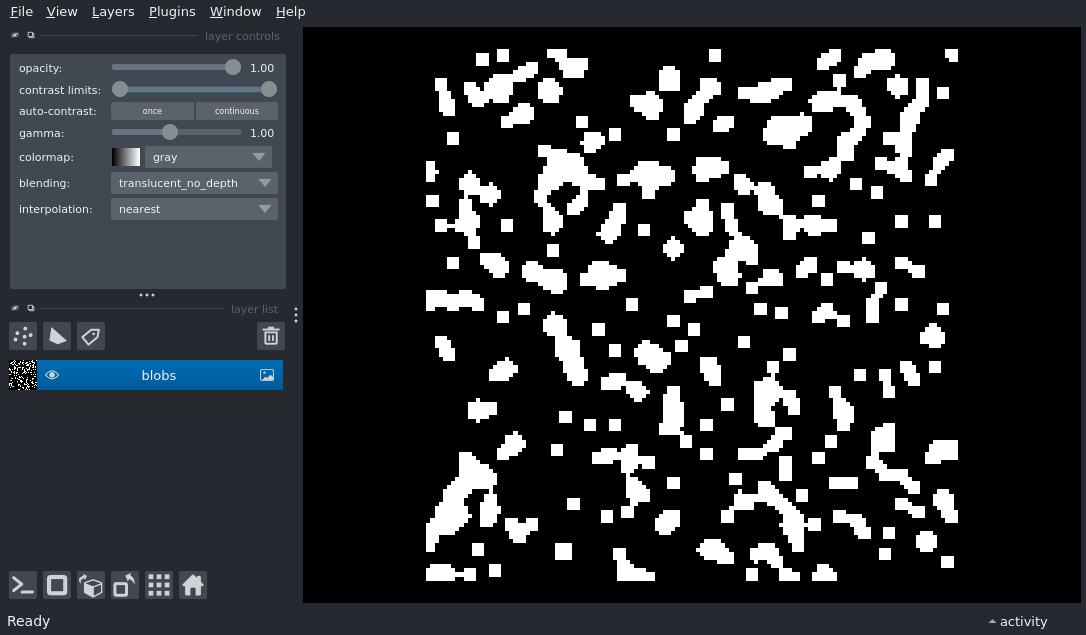 File View Layers Plugins Window Help
layer controls
opacity: 1.00
contrast limits:
auto-contrast: once continuous
gamma: 1.00
colormap: gray
blending: translucent_no_depth
interpolation: nearest
layer list
blobs
Ready
activity